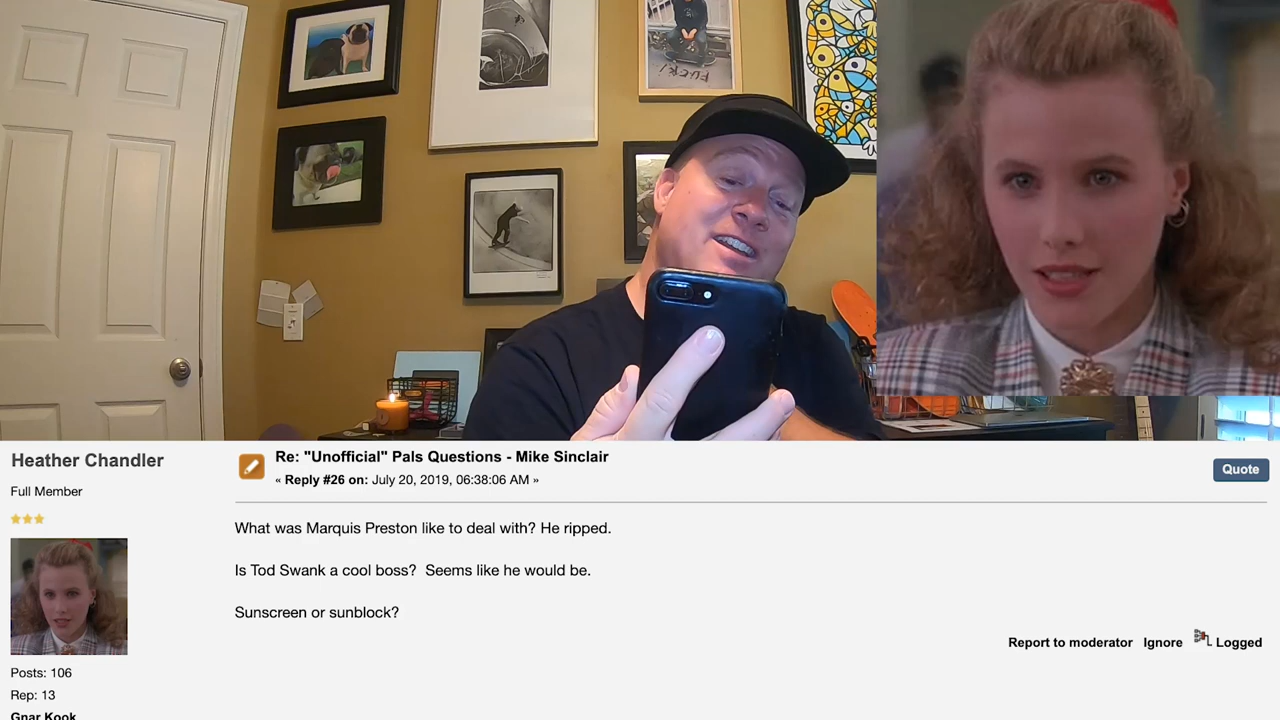 FUCK!
Heather Chandler
Full Member
Posts: 106
Rep: 13
Gnar Kook
Re: "Unofficial" Pals Questions - Mike Sinclair
« Reply #26 on: July 20, 2019, 06:38:06 AM »
Quote
What was Marquis Preston like to deal with? He ripped.
Is Tod Swank a cool boss?  Seems like he would be.
Sunscreen or sunblock?
Report to moderator Ignore Logged